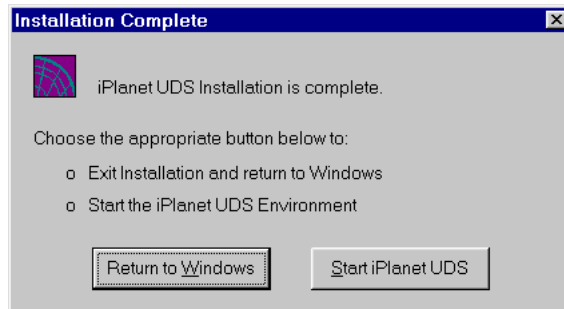 Installation Complete
iPlanet UDS Installation is complete.
Choose the appropriate button below to:
o Exit Installation and return to Windows
o Start the iPlanet UDS Environment
Return to Windows Start iPlanet UDS